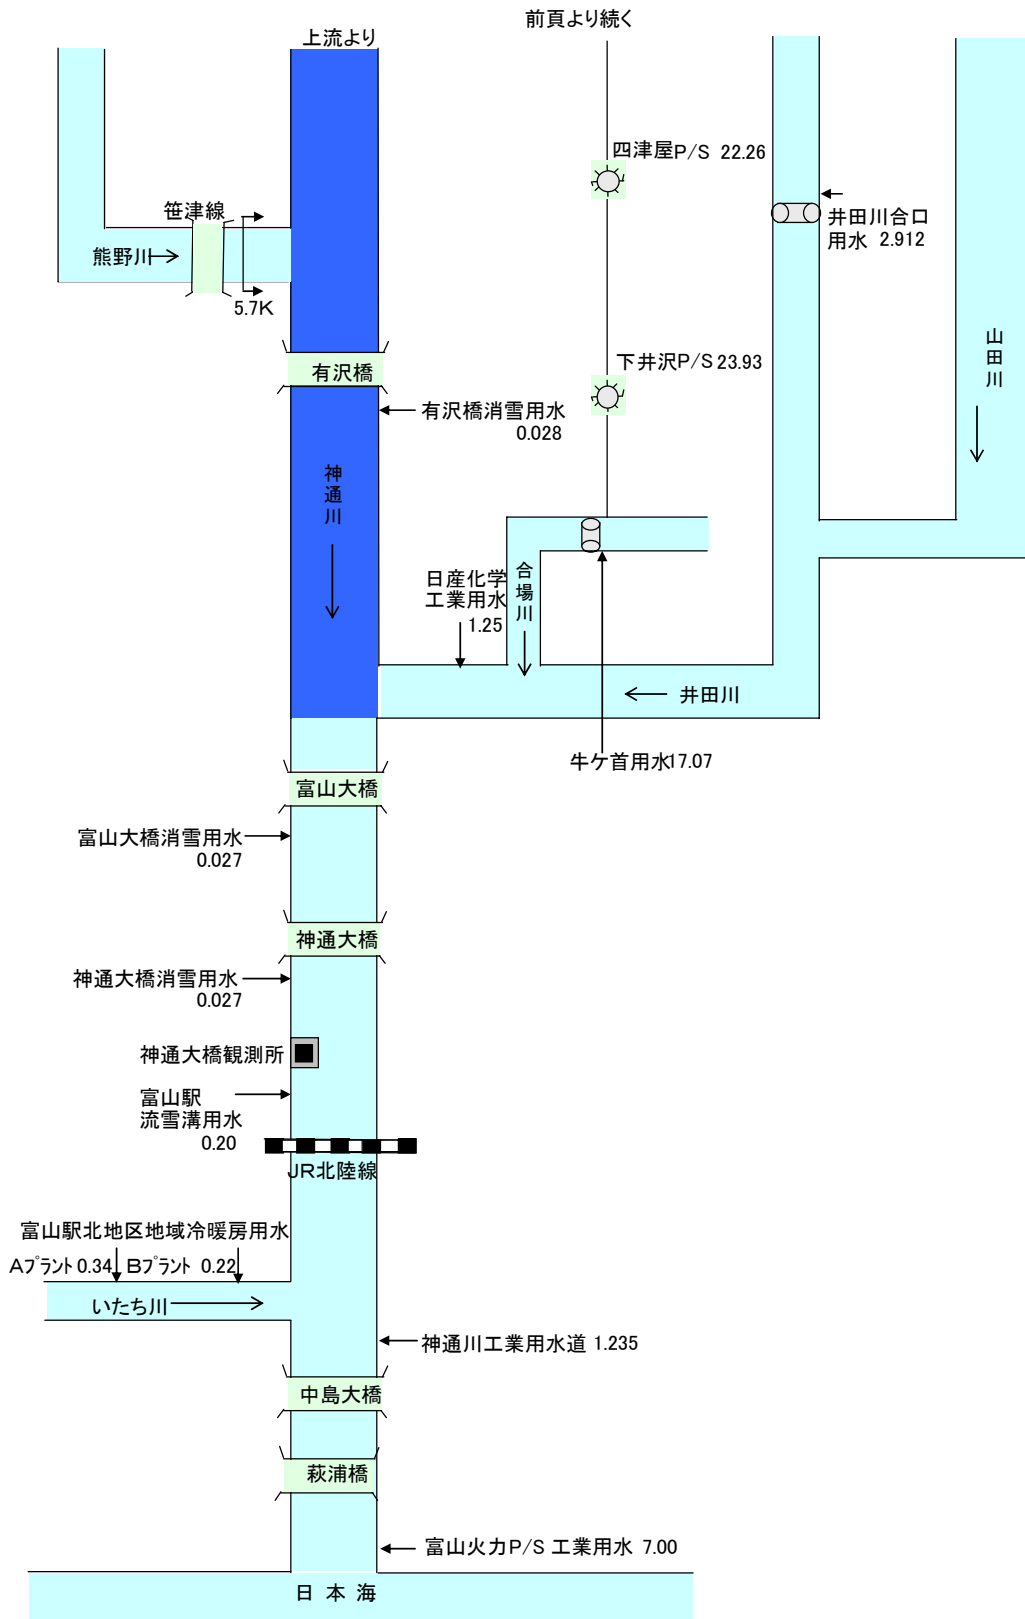 前頁より続く
上流より
四津屋P/S 22.26
笹津線
井田川合口
用水 2.912
熊野川
5.7K
山田川
有沢橋
下井沢P/S 23.93
有沢橋消雪用水
0.028
神通川
日産化学
工業用水
1.25
合場川
井田川
牛ケ首用水17.07
富山大橋
富山大橋消雪用水
0.027
神通大橋
神通大橋消雪用水
0.027
神通大橋観測所
富山駅
流雪溝用水
0.20
JR北陸線
富山駅北地区地域冷暖房用水
Aプラント 0.34 Bプラント 0.22
いたち川
神通川工業用水道 1.235
中島大橋
萩浦橋
富山火力P/S 工業用水 7.00
日 本 海